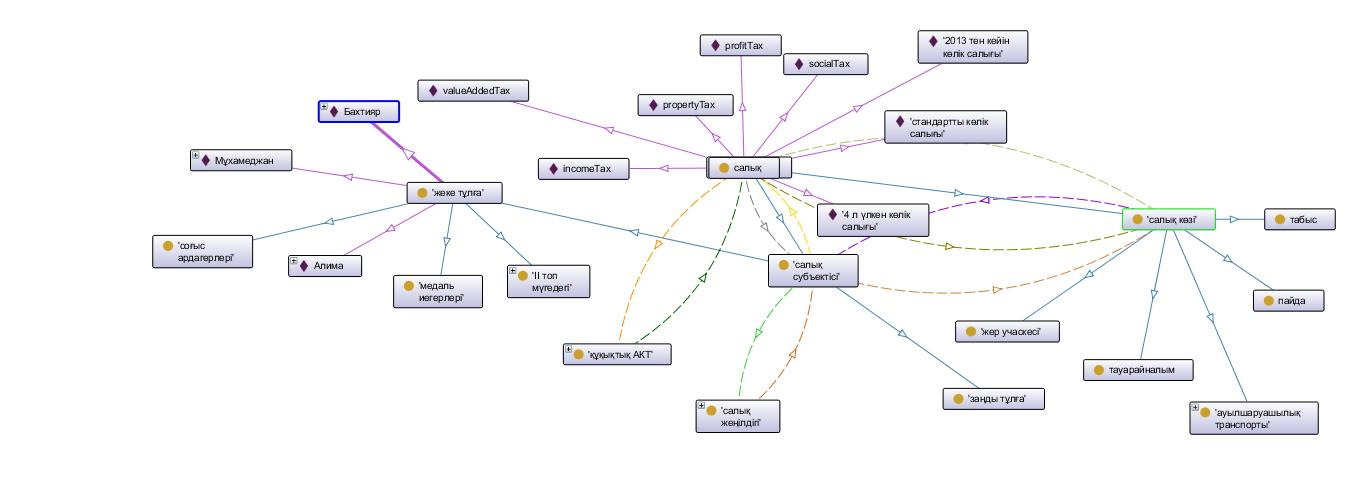 profitTax
'2013 тен кейін
көлік салығы'
socialTax
valueAddedTax
propertyTax
Бахтияр
'стандартты көлік
салығы'
Мұхамеджан
incomeTax
салық
'жеке тұлға'
'4 л үлкен көлік
салығы'
'салық көзі'
табыс
'соғыс
ардагерлері'
Алима
'медаль
иегерлері'
'II топ
мүгедегі'
'салық
субъектісі'
пайда
'жер учаскесі'
'құқықтық АКТ'
тауарайналым
'заңды тұлға'
'салық
жеңілдігі'
'ауылшаруашылық
транспорты'